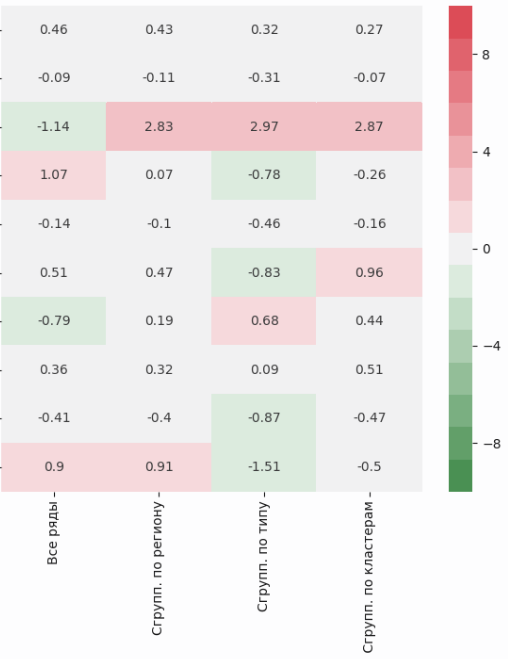 0.46 0.43 0.32 0.27
-0.09 -0.11 -0.31 -0.07
-1.14 2.83 2.97 2.87
1.07 0.07 -0.78 -0.26
-0.14 -0.1 -0.46 -0.16
0.51 0.47 -0.83 0.96
-0.79 0.19 0.68 0.44
0.36 0.32 0.09 0.51
-0.41 -0.4 -0.87 -0.47
0.9 0.91 -1.51 -0.5
Все ряды
Сгрупп. по региону
Сгрупп. по типу
Сгрупп. по кластерам
8
4
0
−4
−8